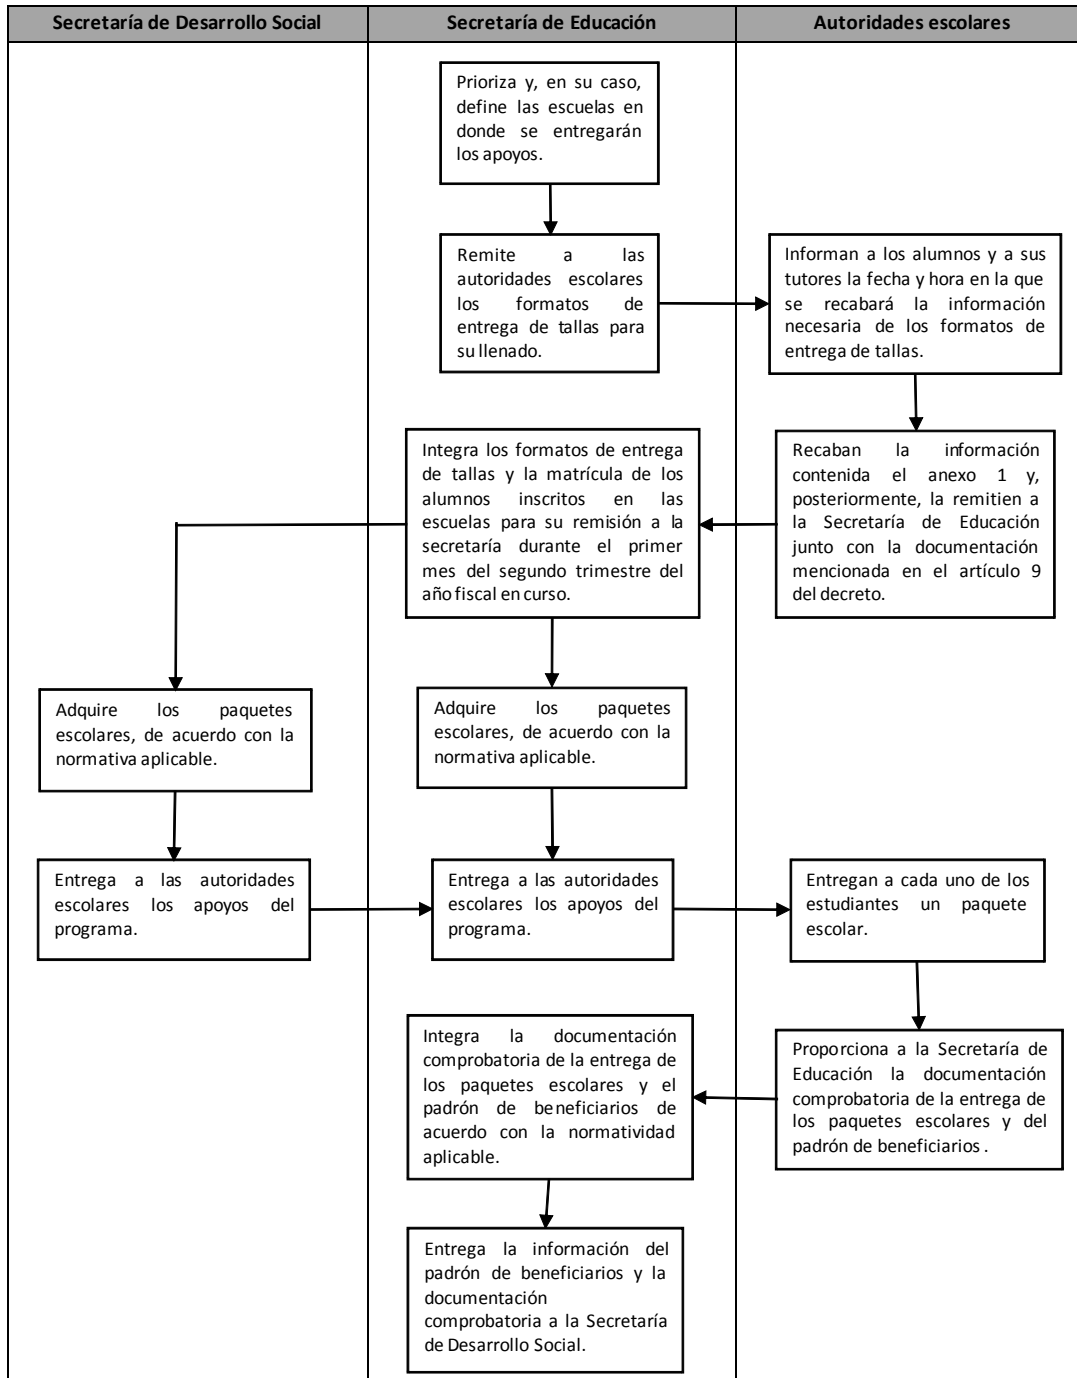 Secretaría de Desarrollo Social
Secretaría de Educación
Autoridades escolares
Prioriza y, en su caso,
define las escuelas en
donde se entregarán
los apoyos.
Remite a las
autoridades escolares
los formatos de
entrega de tallas para
su llenado.
Informan a los alumnos y a sus
tutores la fecha y hora en la que
se recabará la información
necesaria de los formatos de
entrega de tallas.
Integra los formatos de entrega
de tallas y la matrícula de los
alumnos inscritos en las
escuelas para su remisión a la
secretaría durante el primer
mes del segundo trimestre del
año fiscal en curso.
Recaban la información
contenida el anexo 1 y,
posteriormente, la remitien a
la Secretaría de Educación
junto con la documentación
mencionada en el artículo 9
del decreto.
Adquire los paquetes
escolares, de acuerdo con la
normativa aplicable.
Adquire los paquetes
escolares, de acuerdo con la
normativa aplicable.
Entrega a las autoridades
escolares los apoyos del
programa.
Entrega a las autoridades
escolares los apoyos del
programa.
Entregan a cada uno de los
estudiantes un paquete
escolar.
Integra la documentación
comprobatoria de la entrega de
los paquetes escolares y el
padrón de beneficiarios de
acuerdo con la normatividad
aplicable.
Proporciona a la Secretaría de
Educación la documentación
comprobatoria de la entrega de
los paquetes escolares y del
padrón de beneficiarios .
Entrega la información del
padrón de beneficiarios y la
documentación
comprobatoria a la Secretaría
de Desarrollo Social.